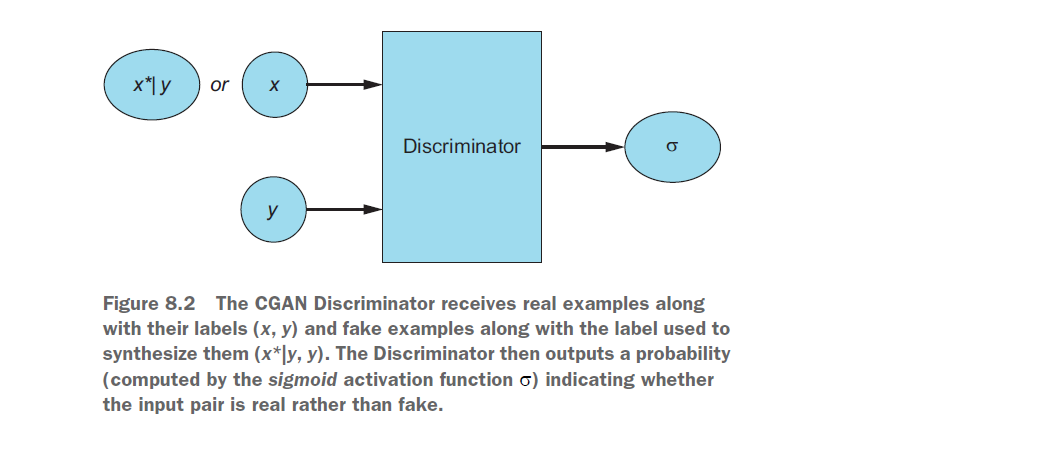 x*|y or x
Discriminator
σ
y
Figure 8.2 The CGAN Discriminator receives real examples along
with their labels (x, y) and fake examples along with the label used to
synthesize them (x*|y, y). The Discriminator then outputs a probability
(computed by the sigmoid activation function σ) indicating whether
the input pair is real rather than fake.